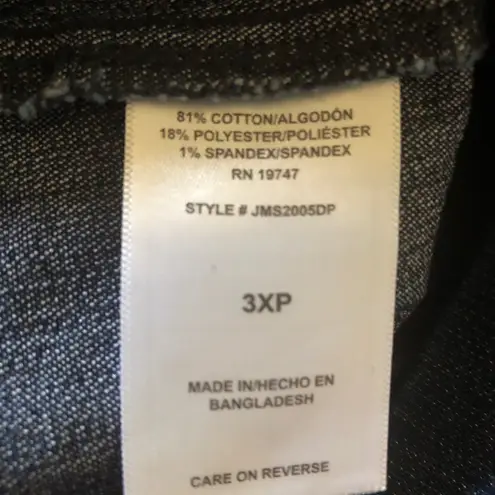 81% COTTON/ALGODÓN
18% POLYESTER/POLIÉSTER
1% SPANDEX/SPANDEX
RN 19747
STYLE # JMS2005DP
3XP
MADE IN/HECHO EN
BANGLADESH
CARE ON REVERSE